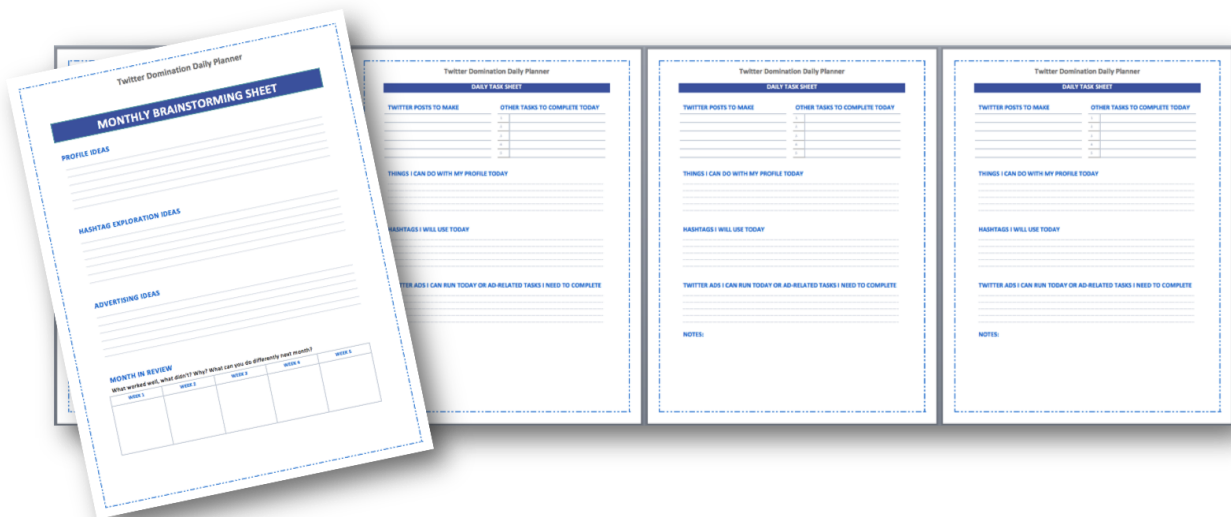 Twitter Domination Daily Planner
MONTHLY BRAINSTORMING SHEET
PROFILE IDEAS
HASHTAG EXPLORATION IDEAS
ADVERTISING IDEAS
MONTH IN REVIEW
What worked well, what didn't? Why? What can you do differently next month?
WEEK 1 WEEK 2 WEEK 3 WEEK 4 WEEK 5
Twitter Domination Daily Planner
DAILY TASK SHEET
TWITTER POSTS TO MAKE OTHER TASKS TO COMPLETE TODAY
THINGS I CAN DO WITH MY PROFILE TODAY
HASHTAGS I WILL USE TODAY
TER ADS I CAN RUN TODAY OR AD-RELATED TASKS I NEED TO COMPLETE
Twitter Domination Daily Planner
DAILY TASK SHEET
TWITTER POSTS TO MAKE OTHER TASKS TO COMPLETE TODAY
THINGS I CAN DO WITH MY PROFILE TODAY
HASHTAGS I WILL USE TODAY
TWITTER ADS I CAN RUN TODAY OR AD-RELATED TASKS I NEED TO COMPLETE
NOTES:
Twitter Domination Daily Planner
DAILY TASK SHEET
TWITTER POSTS TO MAKE OTHER TASKS TO COMPLETE TODAY
THINGS I CAN DO WITH MY PROFILE TODAY
HASHTAGS I WILL USE TODAY
TWITTER ADS I CAN RUN TODAY OR AD-RELATED TASKS I NEED TO COMPLETE
NOTES: